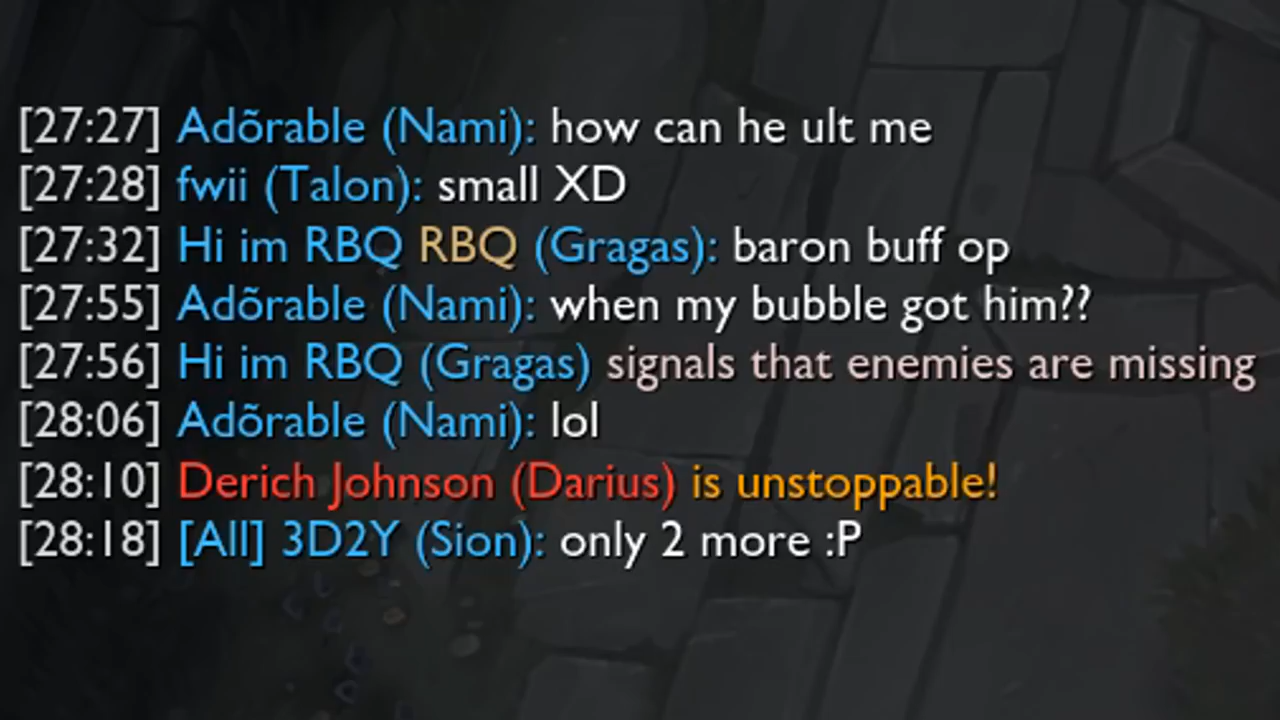 [27:27] Adõrable (Nami): how can he ult me
[27:28] fwii (Talon): small XD
[27:32] Hi im RBQ RBQ (Gragas): baron buff op
[27:55] Adõrable (Nami): when my bubble got him??
[27:56] Hi im RBQ (Gragas) signals that enemies are missing
[28:06] Adõrable (Nami): lol
[28:10] Derich Johnson (Darius) is unstoppable!
[28:18] [All] 3D2Y (Sion): only 2 more :P